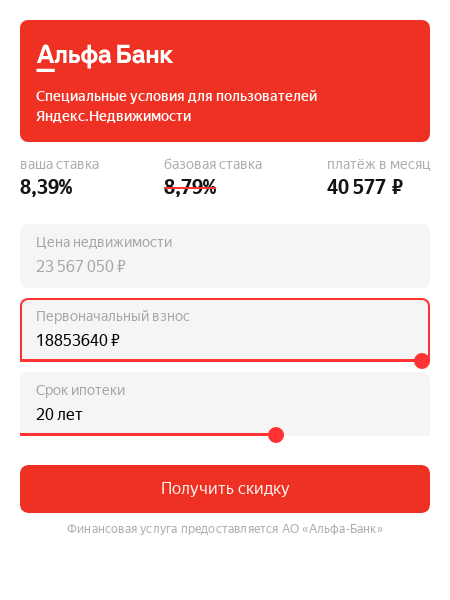 Альфа Банк
Специальные условия для пользователей
Яндекс.Недвижимости
ваша ставка базовая ставка платёж в месяц
8,39% 8,79% 40 577 ₽
Цена недвижимости
23 567 050 ₽
Первоначальный взнос
18853640 ₽
Срок ипотеки
20 лет
Получить скидку
Финансовая услуга предоставляется АО «Альфа-Банк»